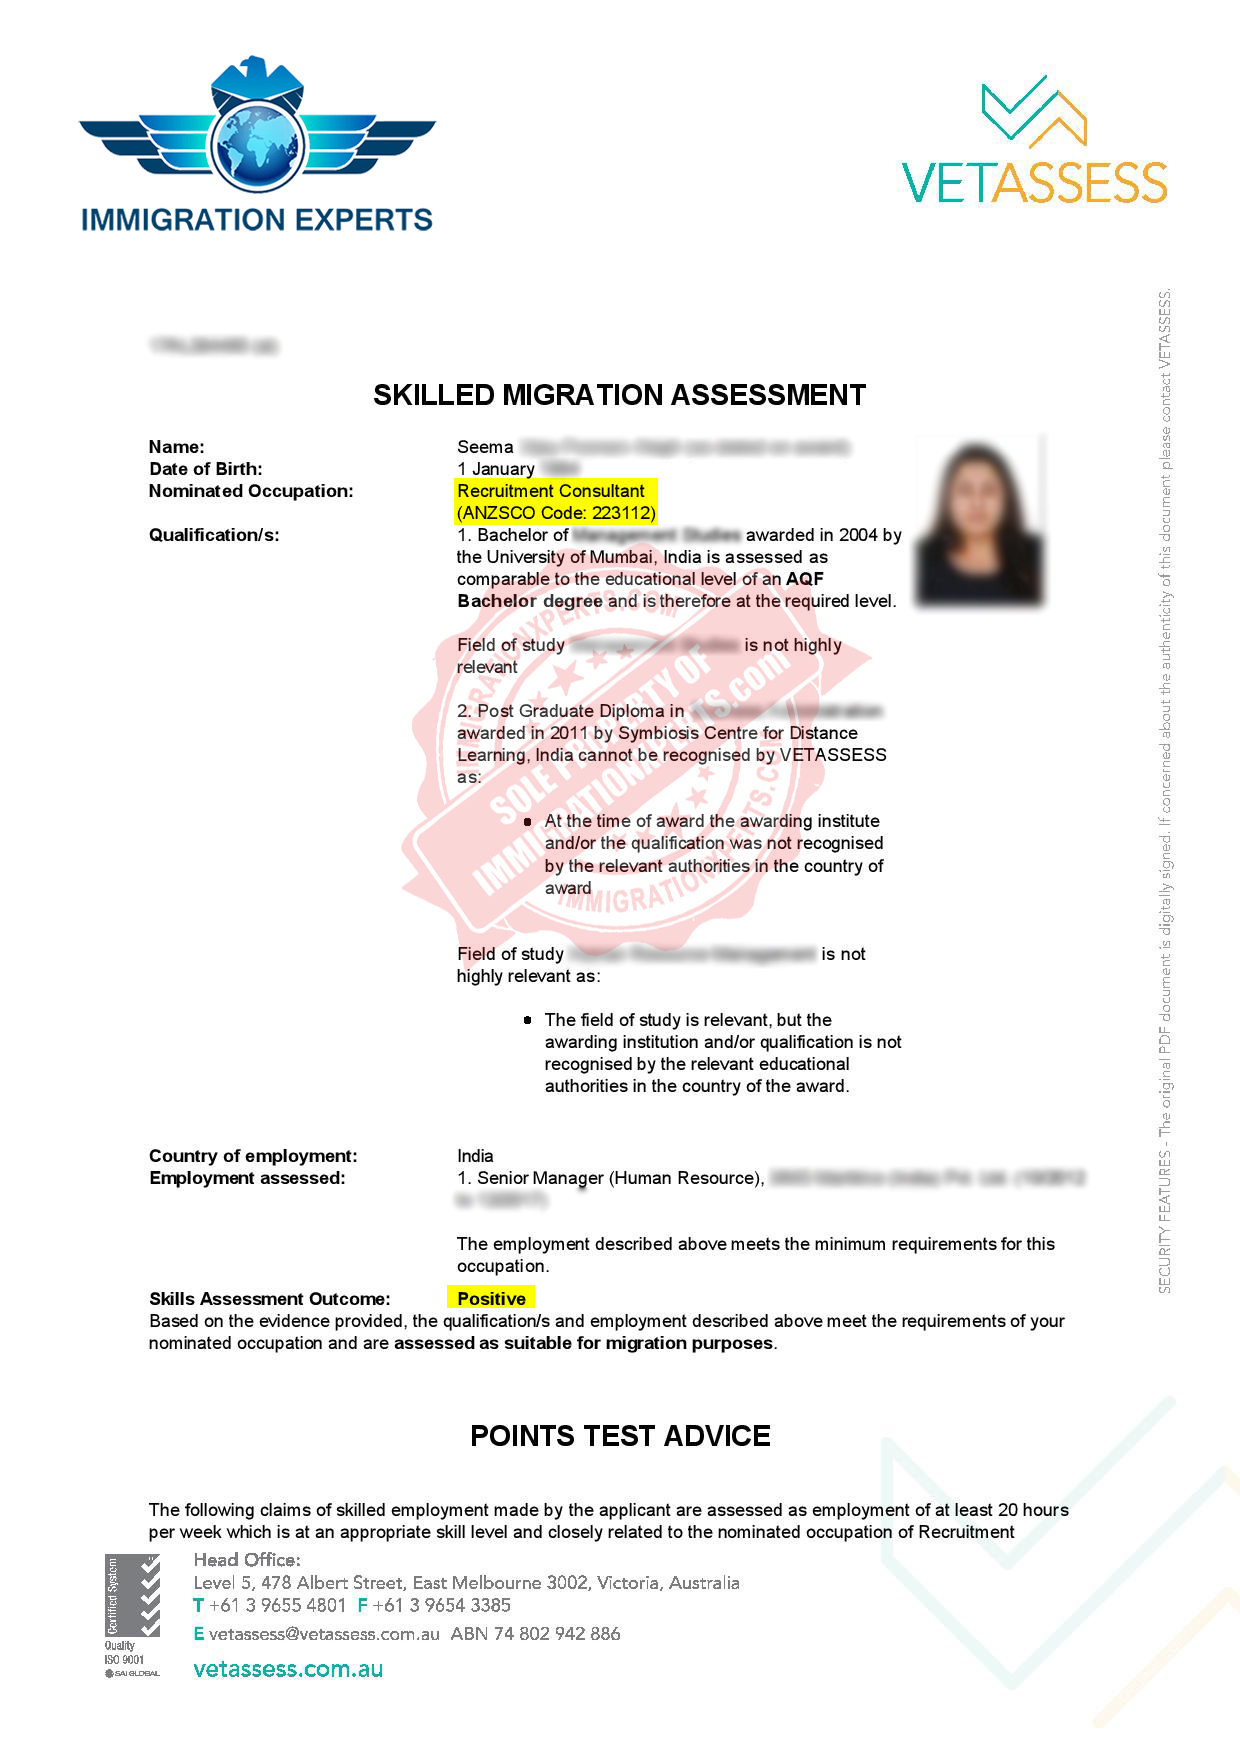 IMMIGRATION EXPERTS
VETASSESS
SKILLED MIGRATION ASSESSMENT
Name: Seema
Date of Birth: 1 January
Nominated Occupation: Recruitment Consultant
(ANZSCO Code: 223112)
Qualification/s: 1. Bachelor of Management Studies awarded in 2004 by
the University of Mumbai, India is assessed as
comparable to the educational level of an AQF
Bachelor degree and is therefore at the required level.
Field of study is not highly
relevant
2. Post Graduate Diploma in
awarded in 2011 by Symbiosis Centre for Distance
Learning, India cannot be recognised by VETASSESS
as:
• At the time of award the awarding institute
and/or the qualification was not recognised
by the relevant authorities in the country of
award
Field of study is not
highly relevant as:
• The field of study is relevant, but the
awarding institution and/or qualification is not
recognised by the relevant educational
authorities in the country of the award.
IMMIGRATIONXPERTS.COM
SOLE PROPERTY OF
IMMIGRATIONXPERTS.com
IMMIGRATIONXPERTS.COM
Country of employment: India
Employment assessed: 1. Senior Manager (Human Resource),
The employment described above meets the minimum requirements for this
occupation.
Skills Assessment Outcome: Positive
Based on the evidence provided, the qualification/s and employment described above meet the requirements of your
nominated occupation and are assessed as suitable for migration purposes.
POINTS TEST ADVICE
The following claims of skilled employment made by the applicant are assessed as employment of at least 20 hours
per week which is at an appropriate skill level and closely related to the nominated occupation of Recruitment
Certified System
Quality
ISO 9001
SAI GLOBAL
Head Office:
Level 5, 478 Albert Street, East Melbourne 3002, Victoria, Australia
T +61 3 9655 4801 F +61 3 9654 3385
E vetassess@vetassess.com.au ABN 74 802 942 886
vetassess.com.au
SECURITY FEATURES - The original PDF document is digitally signed. If concerned about the authenticity of this document please contact VETASSESS.